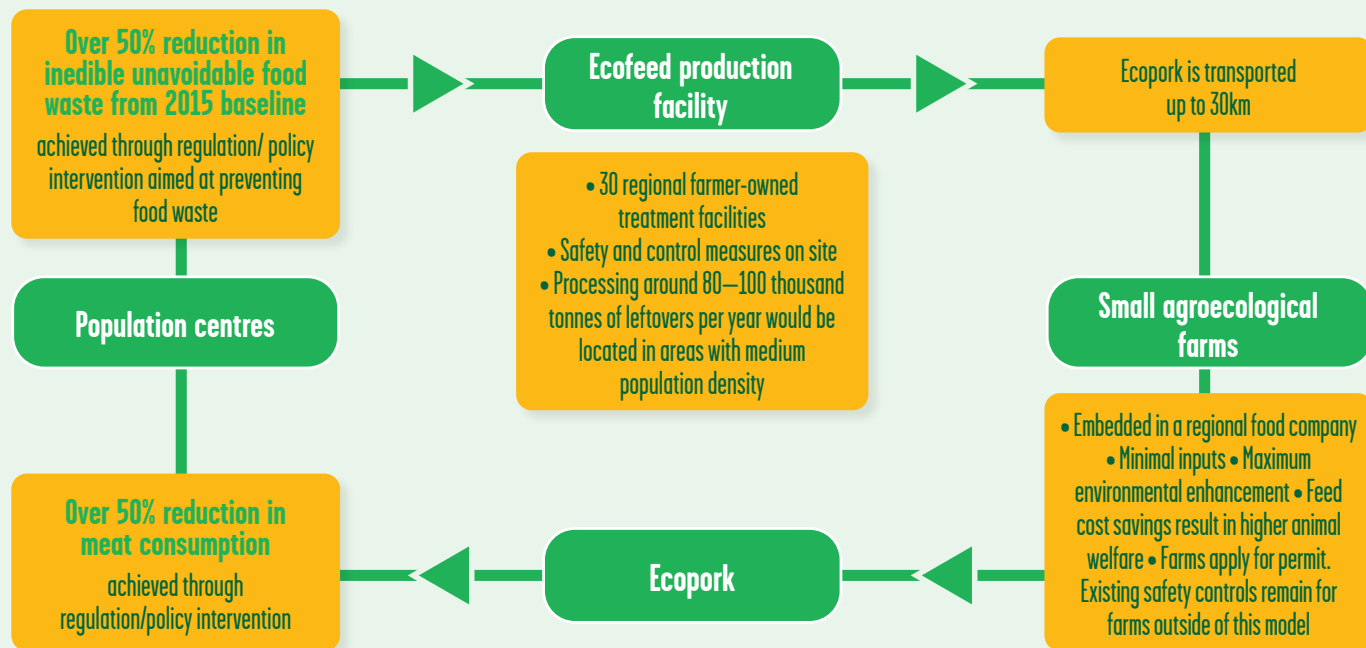 Over 50% reduction in
inedible unavoidable food
waste from 2015 baseline
achieved through regulation/ policy
intervention aimed at preventing
food waste
Ecofeed production
facility
Ecopork is transported
up to 30km
• 30 regional farmer-owned
treatment facilities
• Safety and control measures on site
• Processing around 80–100 thousand
tonnes of leftovers per year would be
located in areas with medium
population density
Population centres
Small agroecological
farms
• Embedded in a regional food company
• Minimal inputs • Maximum
environmental enhancement • Feed
cost savings result in higher animal
welfare • Farms apply for permit.
Existing safety controls remain for
farms outside of this model
Ecopork
Over 50% reduction in
meat consumption
achieved through
regulation/policy intervention